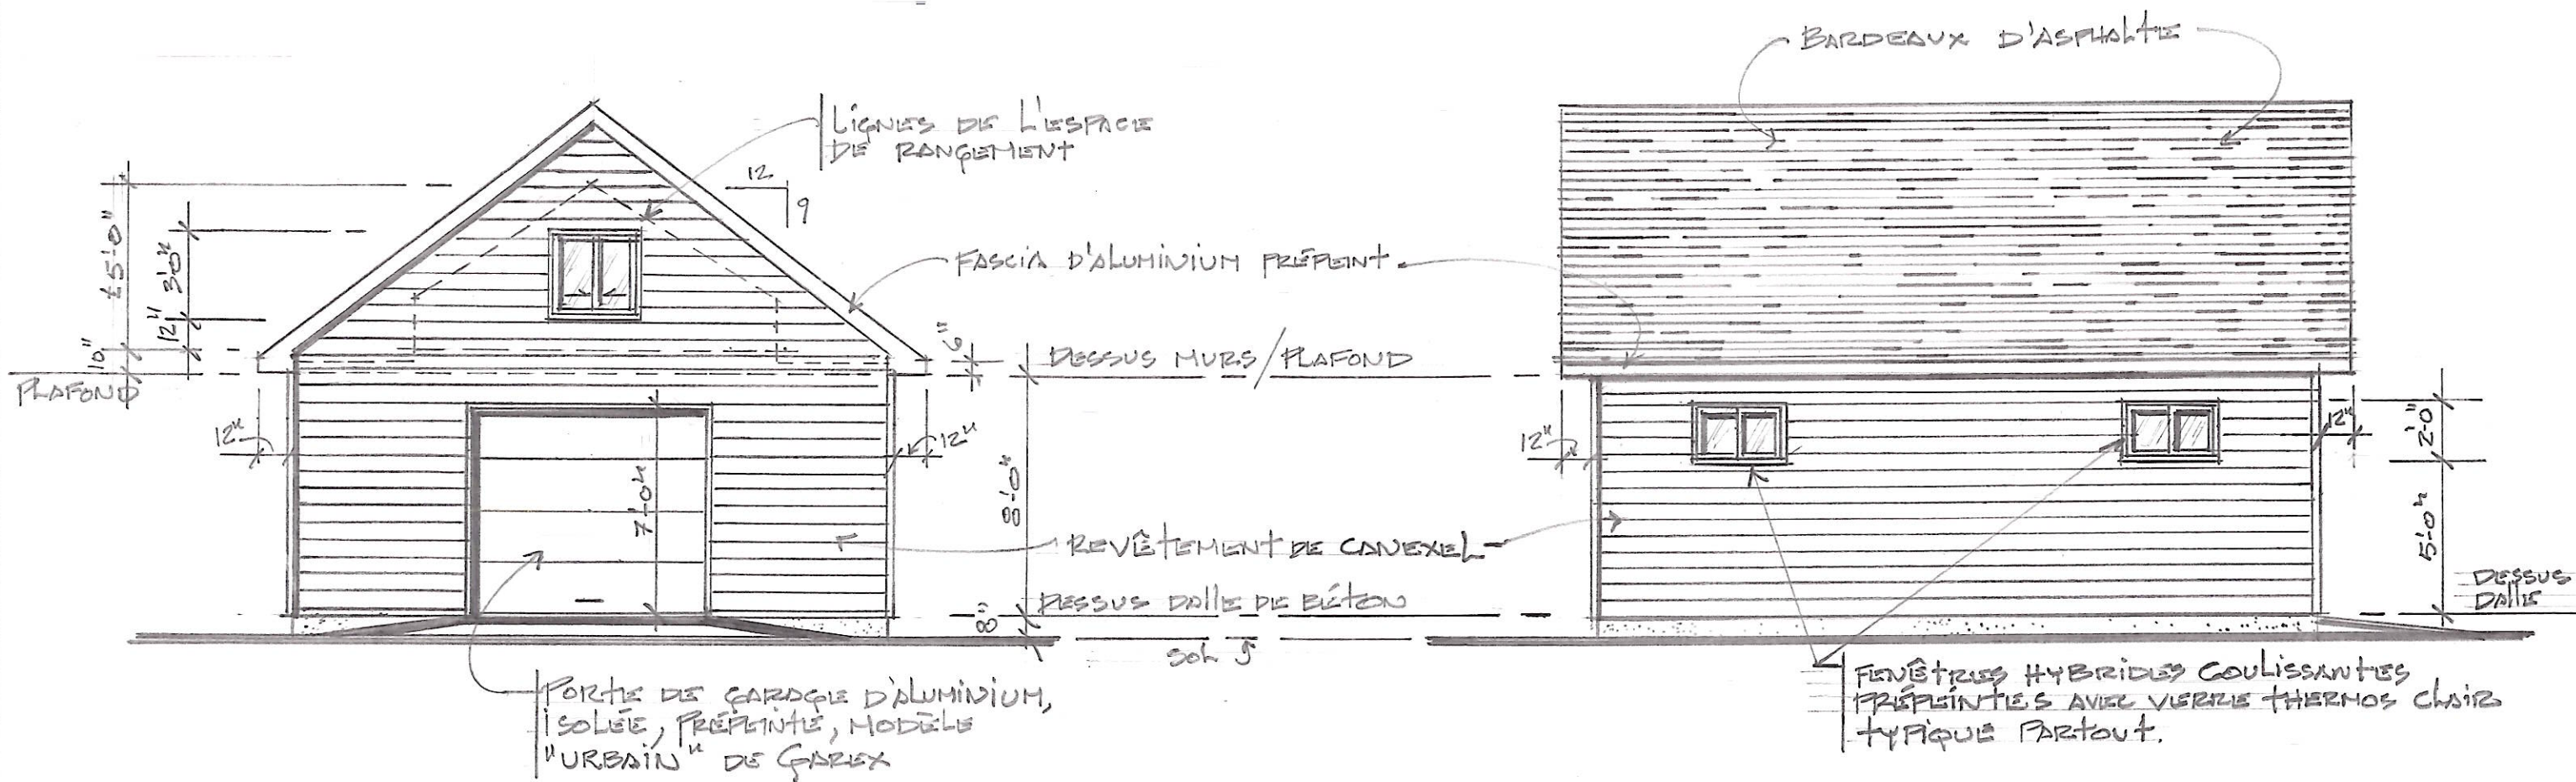 BARDEAUX D'ASPHALTE
LIGNES DE L'ESPACE
DE RANGEMENT
12
9
±5'-0"
3'-0"
12"
10"
PLAFOND
FASCIA D'ALUMINIUM PRÉPEINT.
6"
DESSUS MURS/PLAFOND
12"
12"
8'-0"
7'-0"
12"
12"
2'-0"
5'-0"
REVÊTEMENT DE CANEXEL
DESSUS DALLE DE BÉTON
8"
SOL
DESSUS
DALLE
PORTE DE GARAGE D'ALUMINIUM,
ISOLÉE, PRÉPEINTE, MODÈLE
"URBAIN" DE GAREX
FENÊTRES HYBRIDES COULISSANTES
PRÉPEINTES AVEC VERRE THERMOS CLAIR
TYPIQUE PARTOUT.